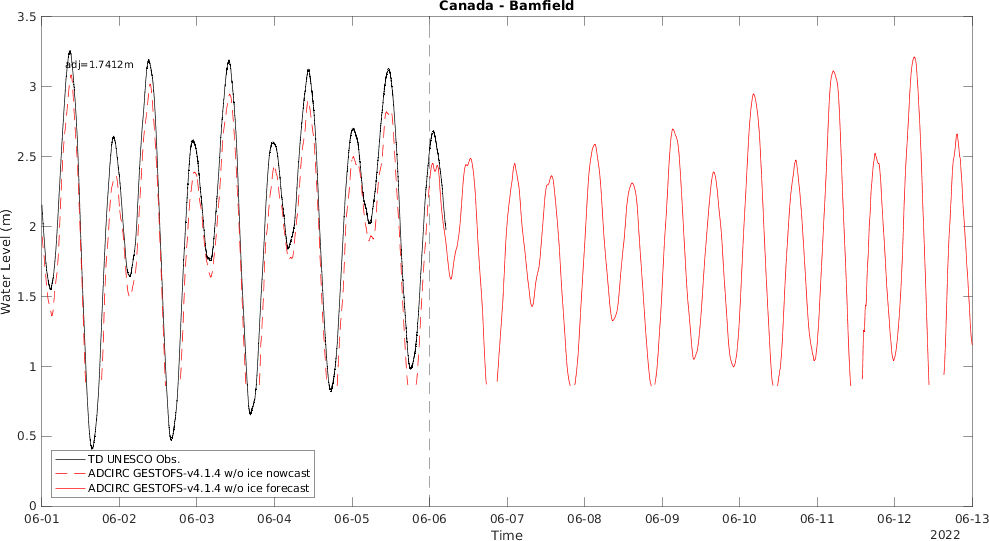 Canada - Bamfield
3.5
3
2.5
2
1.5
1
0.5
0
Water Level (m)
adj=1.7412m
TD UNESCO Obs.
ADCIRC GESTOFS-v4.1.4 w/o ice nowcast
ADCIRC GESTOFS-v4.1.4 w/o ice forecast
06-01 06-02 06-03 06-04 06-05 06-06 06-07 06-08 06-09 06-10 06-11 06-12 06-13
Time
2022